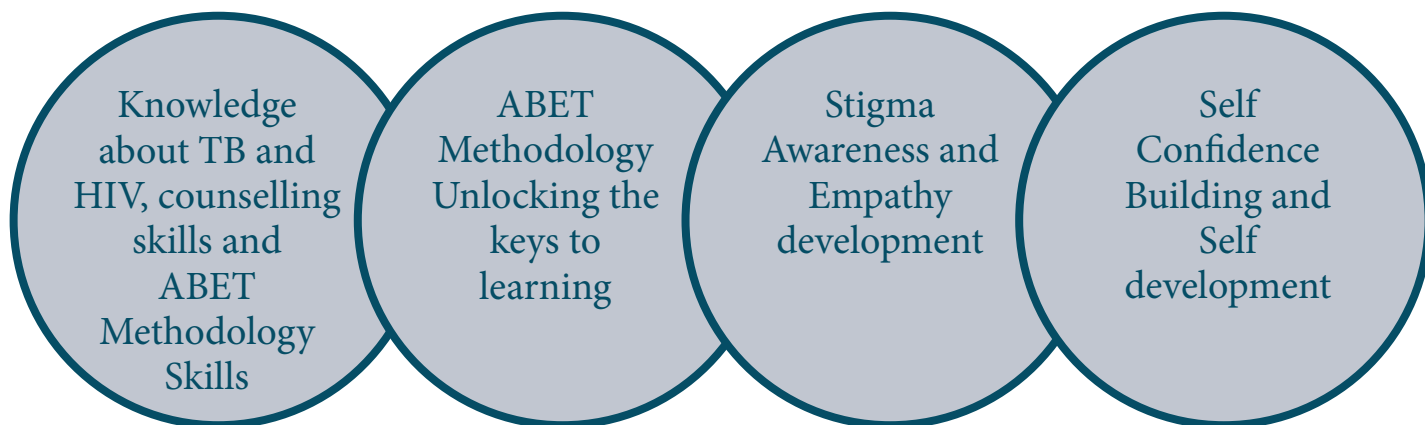 Knowledge
about TB and
HIV, counselling
skills and
ABET
Methodology
Skills
ABET
Methodology
Unlocking the
keys to
learning
Stigma
Awareness and
Empathy
development
Self
Confidence
Building and
Self
development